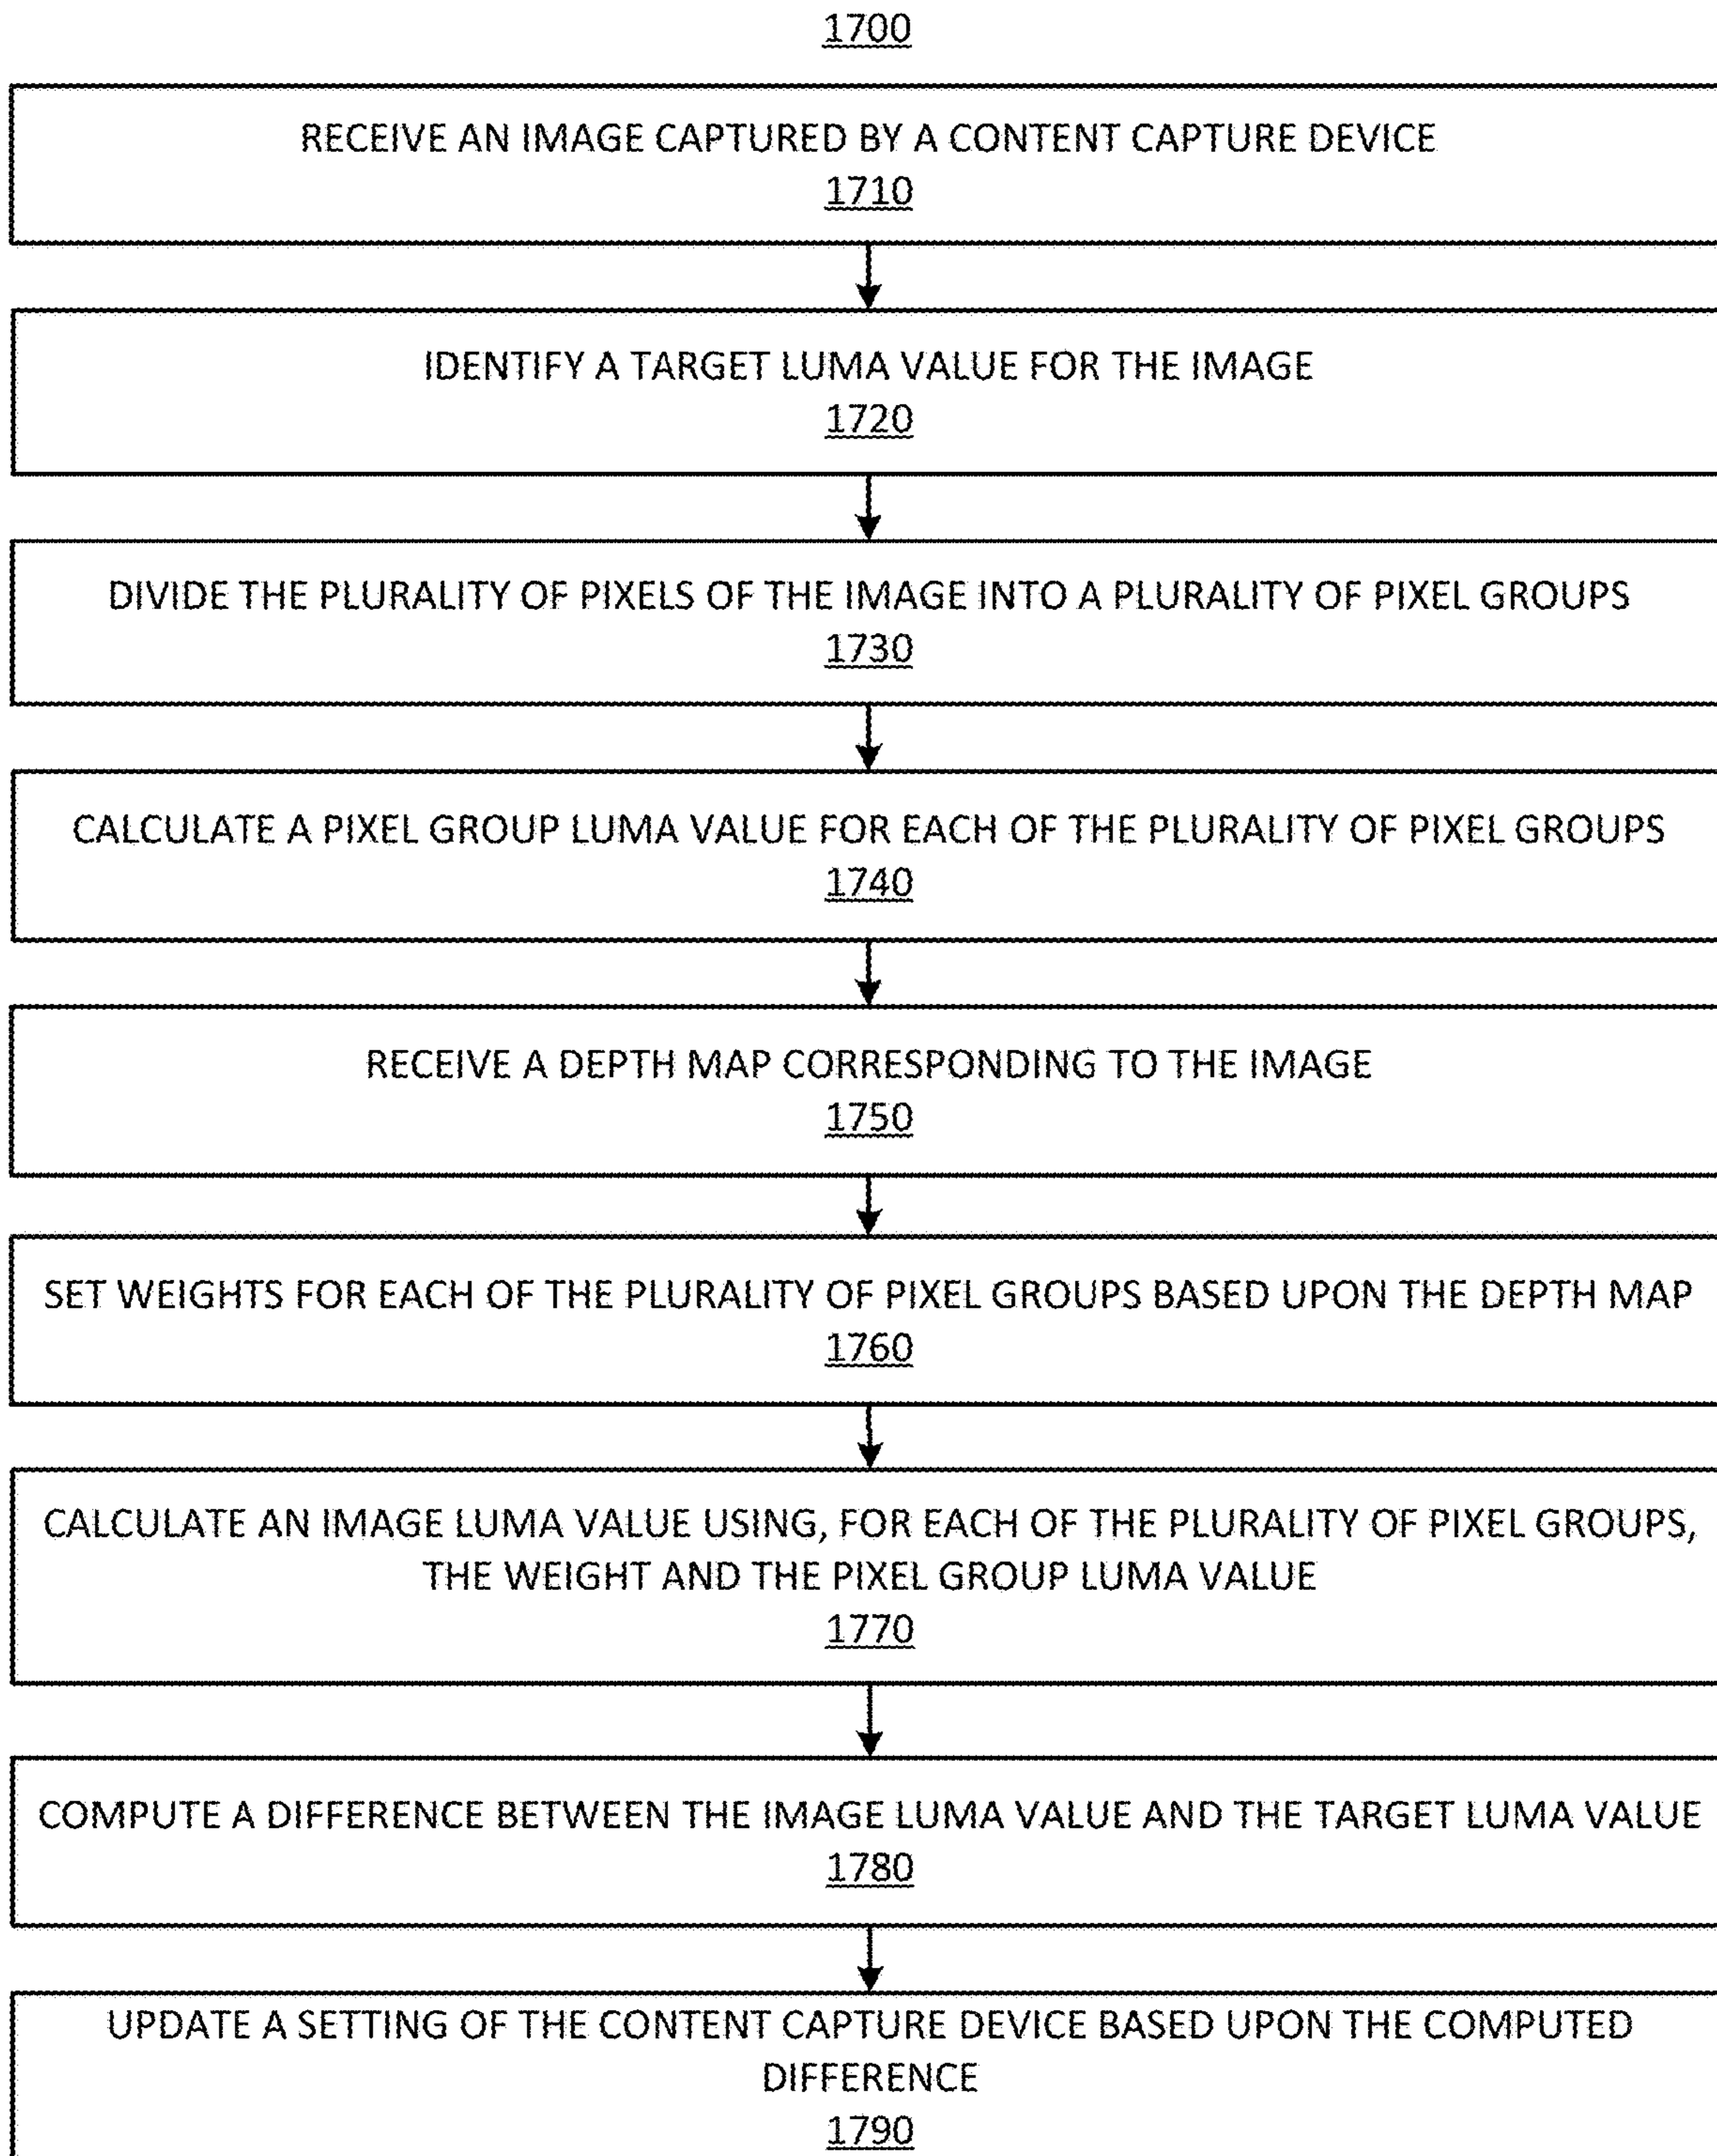 1700
RECEIVE AN IMAGE CAPTURED BY A CONTENT CAPTURE DEVICE
1710
IDENTIFY A TARGET LUMA VALUE FOR THE IMAGE
1720
DIVIDE THE PLURALITY OF PIXELS OF THE IMAGE INTO A PLURALITY OF PIXEL GROUPS
1730
CALCULATE A PIXEL GROUP LUMA VALUE FOR EACH OF THE PLURALITY OF PIXEL GROUPS
1740
RECEIVE A DEPTH MAP CORRESPONDING TO THE IMAGE
1750
SET WEIGHTS FOR EACH OF THE PLURALITY OF PIXEL GROUPS BASED UPON THE DEPTH MAP
1760
CALCULATE AN IMAGE LUMA VALUE USING, FOR EACH OF THE PLURALITY OF PIXEL GROUPS,
THE WEIGHT AND THE PIXEL GROUP LUMA VALUE
1770
COMPUTE A DIFFERENCE BETWEEN THE IMAGE LUMA VALUE AND THE TARGET LUMA VALUE
1780
UPDATE A SETTING OF THE CONTENT CAPTURE DEVICE BASED UPON THE COMPUTED
DIFFERENCE
1790